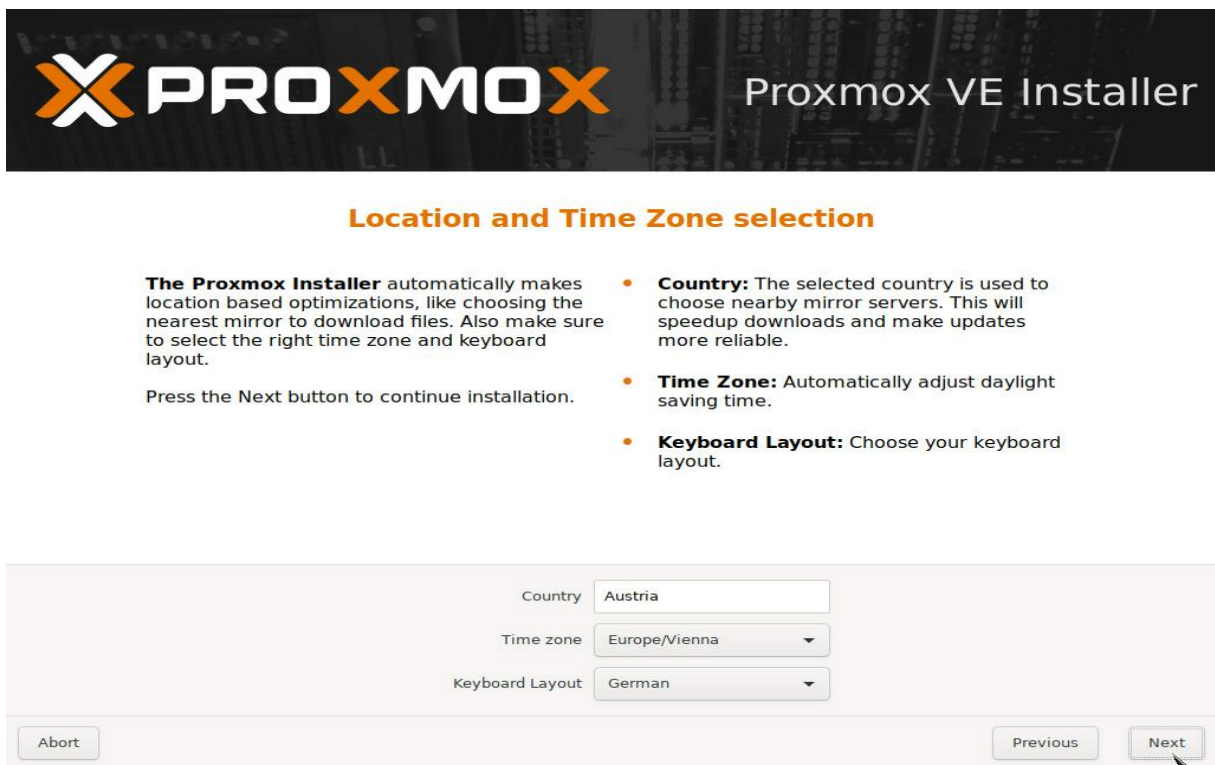 PROXMOX
Proxmox VE Installer
Location and Time Zone selection
The Proxmox Installer automatically makes
location based optimizations, like choosing the
nearest mirror to download files. Also make sure
to select the right time zone and keyboard
layout.
Press the Next button to continue installation.
• Country: The selected country is used to
choose nearby mirror servers. This will
speedup downloads and make updates
more reliable.
• Time Zone: Automatically adjust daylight
saving time.
• Keyboard Layout: Choose your keyboard
layout.
Country Austria
Time zone Europe/Vienna
Keyboard Layout German
Abort Previous Next